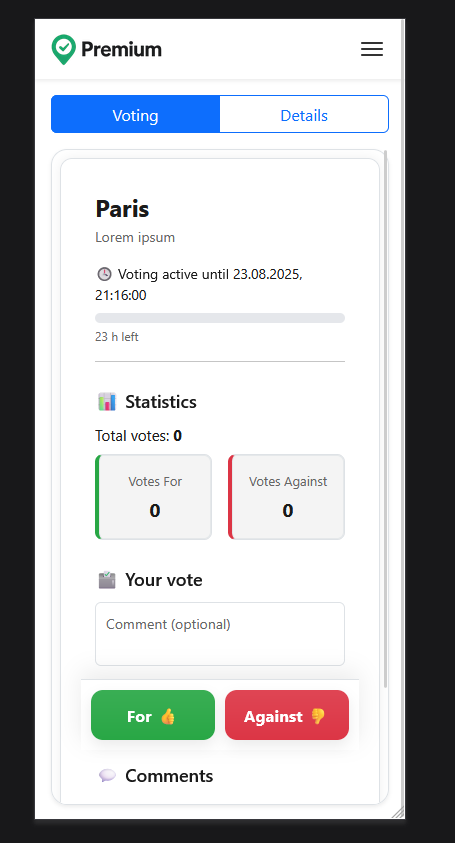 Premium
Voting
Details
Paris
Lorem ipsum
🕓 Voting active until 23.08.2025,
21:16:00
23 h left
📊 Statistics
Total votes: 0
Votes For
Votes Against
0
0
🗳️ Your vote
Comment (optional)
For 👍
Against 👎
💬 Comments